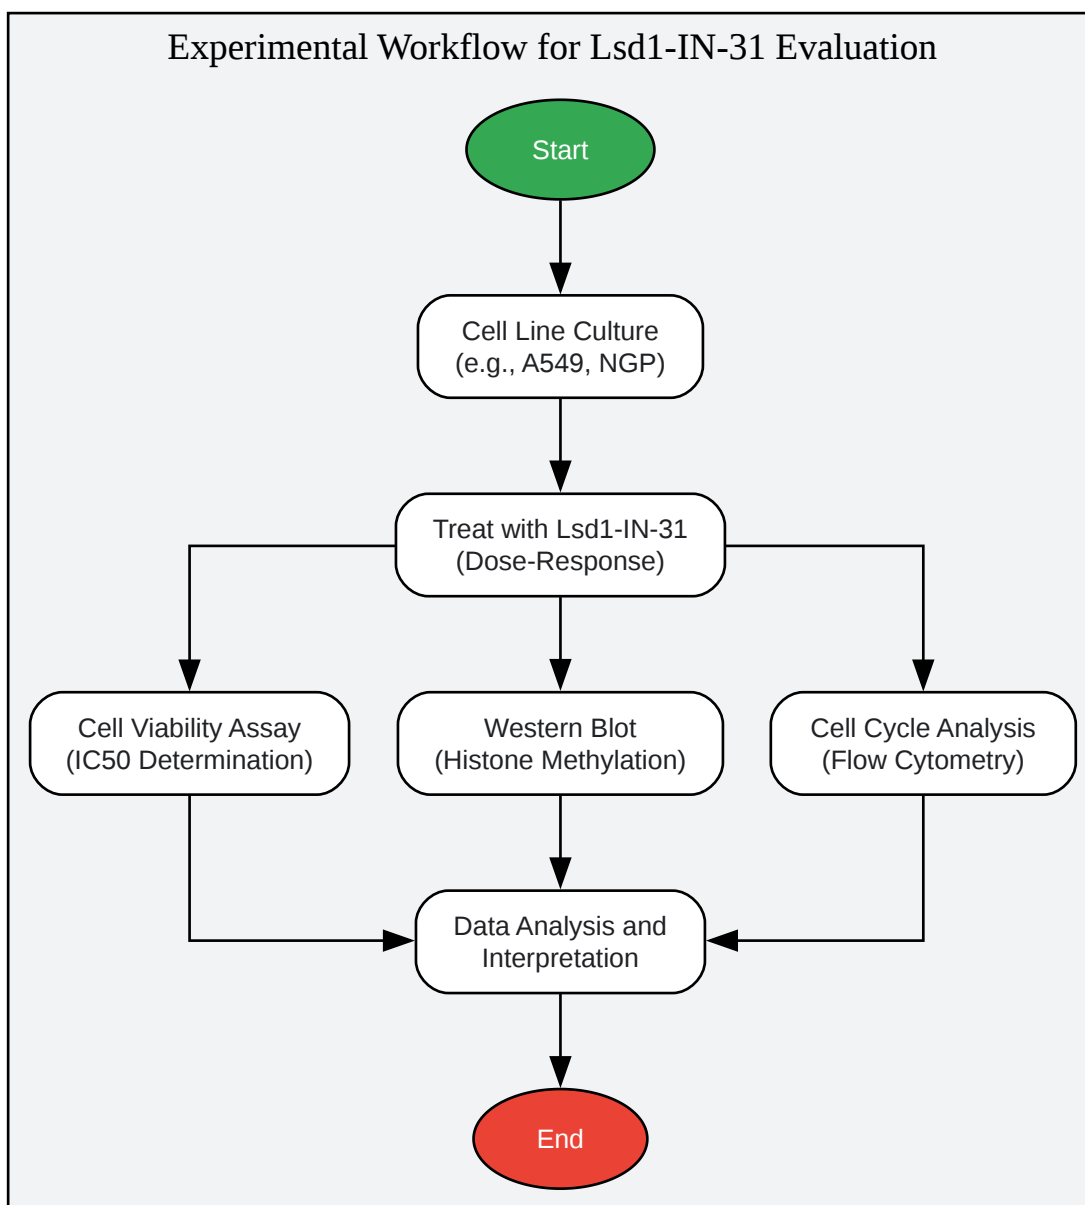 Experimental Workflow for Lsd1-IN-31 Evaluation
Start
Cell Line Culture
(e.g., A549, NGP)
Treat with Lsd1-IN-31
(Dose-Response)
Cell Viability Assay
(IC50 Determination)
Western Blot
(Histone Methylation)
Cell Cycle Analysis
(Flow Cytometry)
Data Analysis and
Interpretation
End